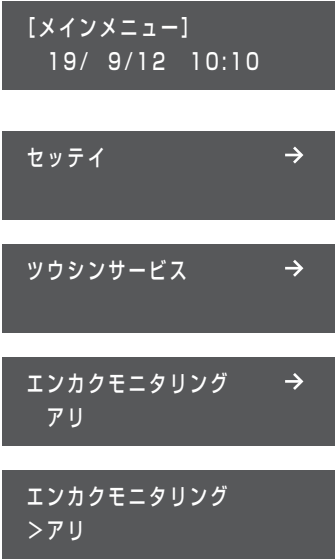 [メインメニュー]
19/ 9/12 10:10
セッテイ →
ツウシンサービス →
エンカクモニタリング →
アリ
エンカクモニタリング
>アリ